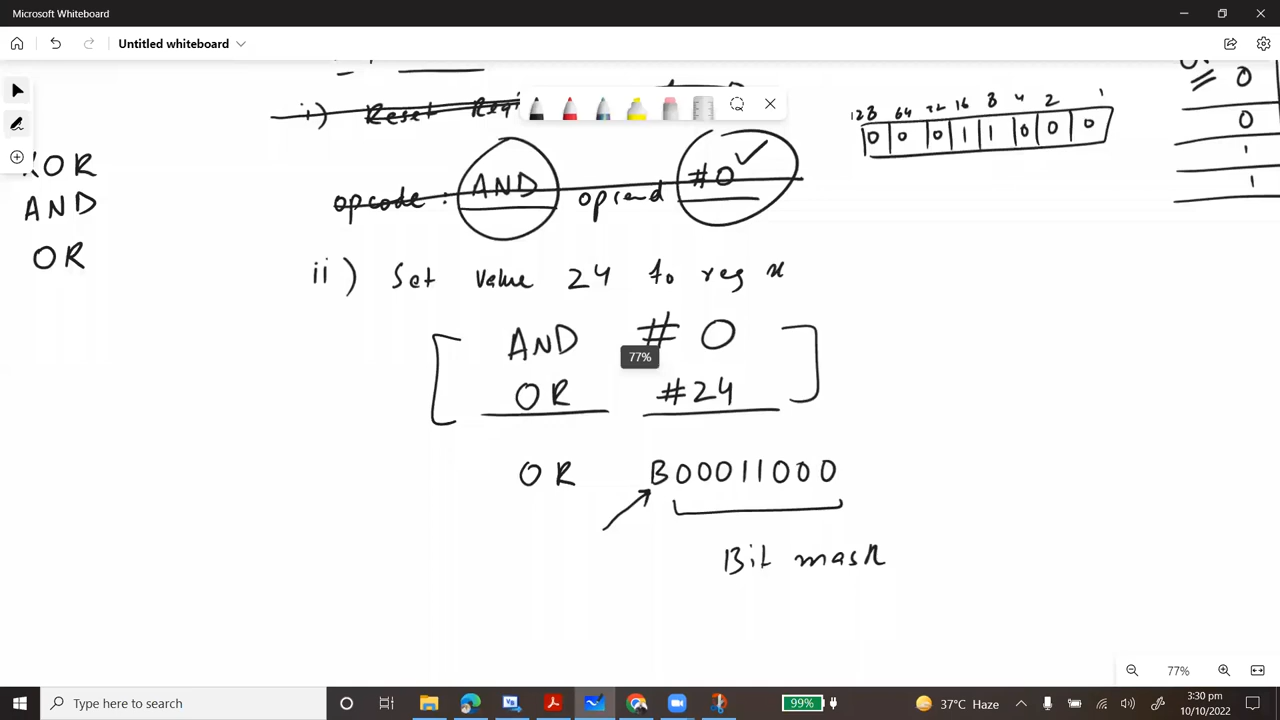 Microsoft Whiteboard
Untitled whiteboard
i) Reset
128 64 32 16 8 4 2 1
0 0 0 1 1 0 0 0
0
0
1
1
XOR
AND
OR
opcode: AND oprend #0
ii) Set value 24 to reg x
AND #0
77%
OR #24
OR B00011000
Bit mask
77%
Type here to search
99%
37°C Haze
3:30 pm
10/10/2022